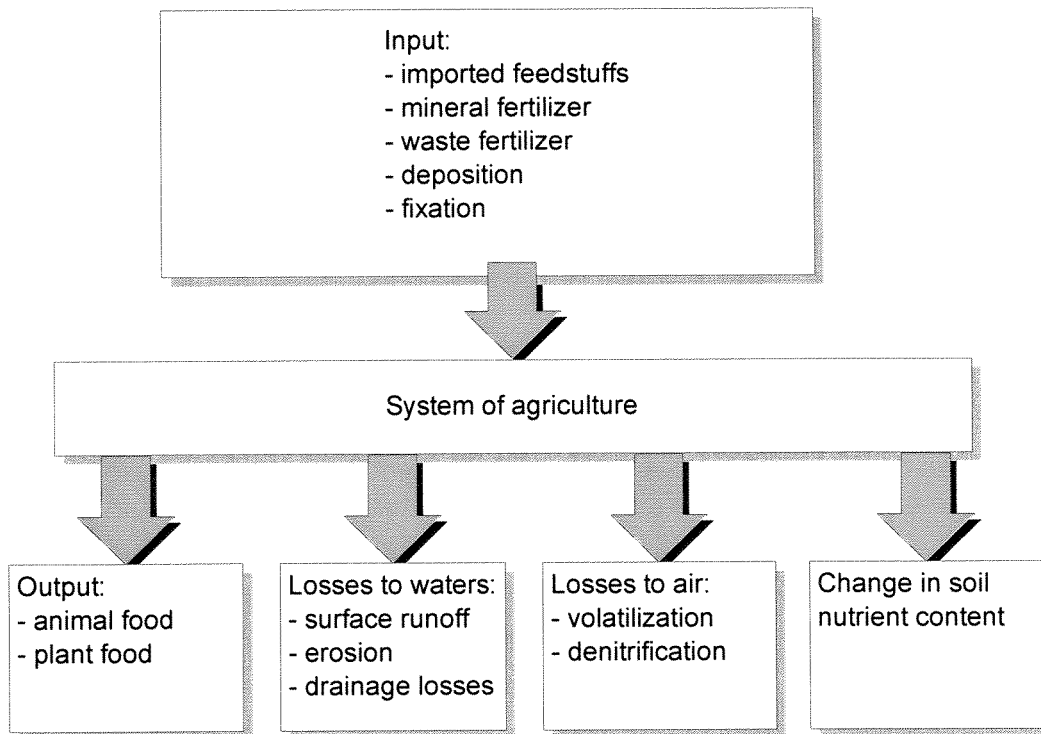 Input:
- imported feedstuffs
- mineral fertilizer
- waste fertilizer
- deposition
- fixation
System of agriculture
Output:
- animal food
- plant food
Losses to waters:
- surface runoff
- erosion
- drainage losses
Losses to air:
- volatilization
- denitrification
Change in soil
nutrient content